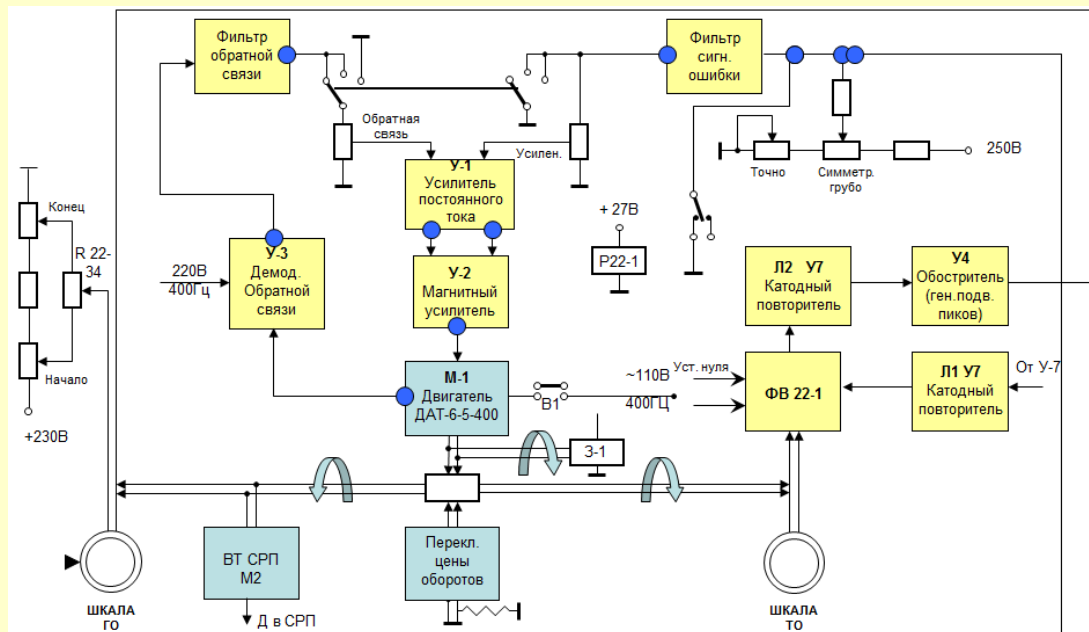 Фильтр
обратной
связи
Фильтр
сигн.
ошибки
Обратная
связь
Усилен.
250В
Точно
Симметр.
грубо
У-1
Усилитель
постоянного
тока
+ 27В
Р22-1
Конец
R 22-
34
Начало
+230В
220В
400Гц
У-3
Демод.
Обратной
связи
У-2
Магнитный
усилитель
Л2 У7
Катодный
повторитель
У4
Обостритель
(ген.подв.
пиков)
М-1
Двигатель
ДАТ-6-5-400
В1
~110В
400ГЦ
Уст. нуля
ФВ 22-1
Л1 У7
Катодный
повторитель
От У-7
З-1
ВТ СРП
М2
Перекл.
цены
оборотов
ШКАЛА
ГО
Д в СРП
ШКАЛА
ТО